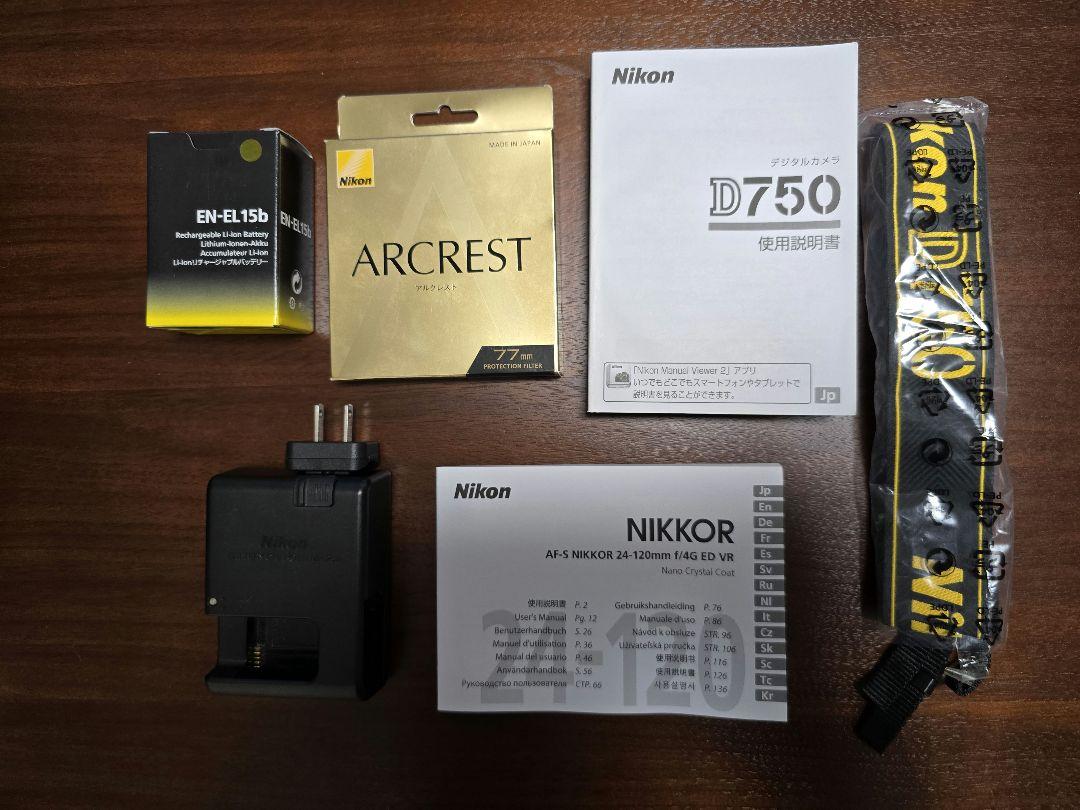 EN-EL15b
Rechargeable Li-ion Battery
Lithium-Ionen-Akku
Accumulateur Li-ion
Li-ionリチャージャブルバッテリー
EN-EL15b
MADE IN JAPAN
Nikon
ARCREST
アルクレスト
77mm
PROTECTION FILTER
Nikon
デジタルカメラ
D750
使用説明書
「Nikon Manual Viewer 2」アプリ
いつでもどこでもスマートフォンやタブレットで
説明書を見ることができます。
Jp
Nikon
Nikon
NIKKOR
AF-S NIKKOR 24-120mm f/4G ED VR
Nano Crystal Coat
24-120
使用説明書 P. 2
User's Manual Pg. 12
Benutzerhandbuch S. 26
Manuel d'utilisation P. 36
Manual del usuario P. 46
Användarhandbok S. 56
Руководство пользователя СТР. 66
Gebruikshandleiding P. 76
Manuale d'uso P. 86
Návod k obsluze STR. 96
Užívateľská príručka STR. 106
使用说明书 P. 116
使用說明書 P. 126
사용설명서 P. 136
Jp
En
De
Fr
Es
Sv
Ru
Nl
It
Cz
Sk
Sc
Tc
Kr